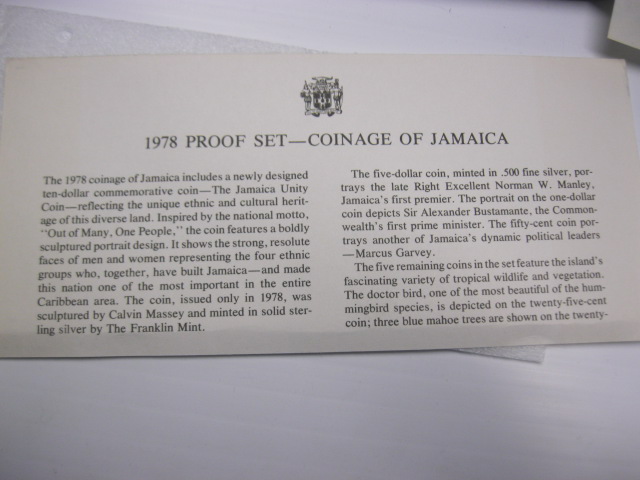 1978 PROOF SET—COINAGE OF JAMAICA
The 1978 coinage of Jamaica includes a newly designed
ten-dollar commemorative coin—The Jamaica Unity
Coin—reflecting the unique ethnic and cultural herit-
age of this diverse land. Inspired by the national motto,
"Out of Many, One People," the coin features a boldly
sculptured portrait design. It shows the strong, resolute
faces of men and women representing the four ethnic
groups who, together, have built Jamaica—and made
this nation one of the most important in the entire
Caribbean area. The coin, issued only in 1978, was
sculptured by Calvin Massey and minted in solid ster-
ling silver by The Franklin Mint.
The five-dollar coin, minted in .500 fine silver, por-
trays the late Right Excellent Norman W. Manley,
Jamaica's first premier. The portrait on the one-dollar
coin depicts Sir Alexander Bustamante, the Common-
wealth's first prime minister. The fifty-cent coin por-
trays another of Jamaica's dynamic political leaders
—Marcus Garvey.
The five remaining coins in the set feature the island's
fascinating variety of tropical wildlife and vegetation.
The doctor bird, one of the most beautiful of the hum-
mingbird species, is depicted on the twenty-five-cent
coin; three blue mahoe trees are shown on the twenty-